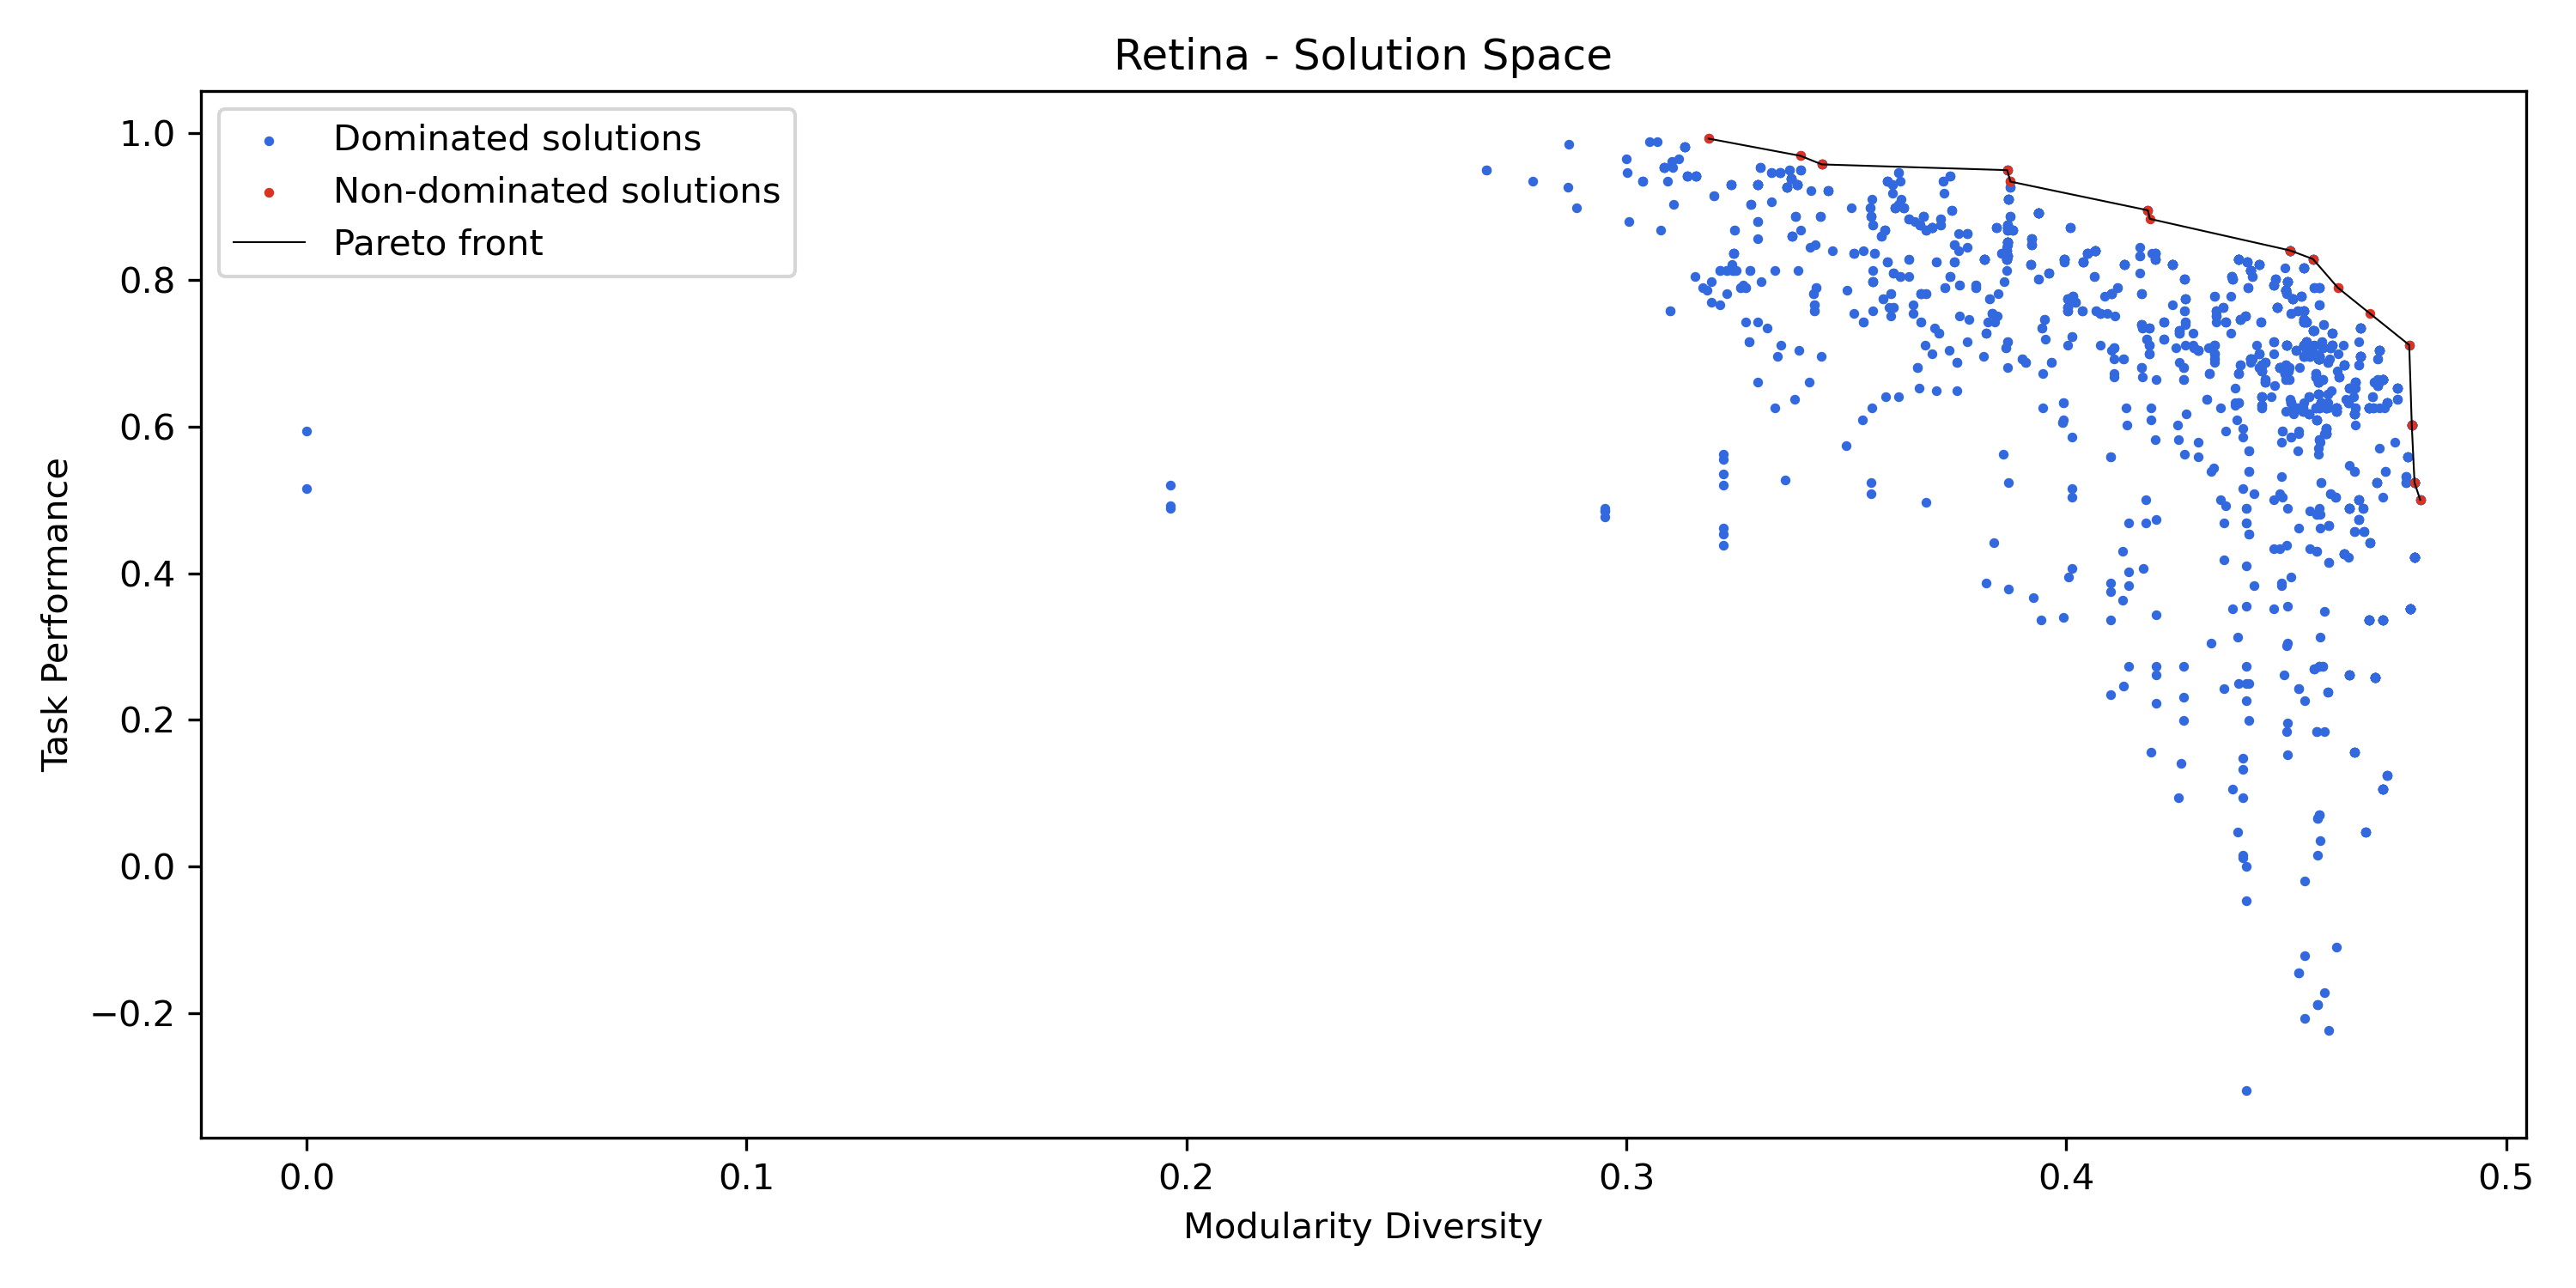 Retina - Solution Space
Dominated solutions
Non-dominated solutions
Pareto front
Task Performance
1.0
0.8
0.6
0.4
0.2
0.0
−0.2
0.0 0.1 0.2 0.3 0.4 0.5
Modularity Diversity